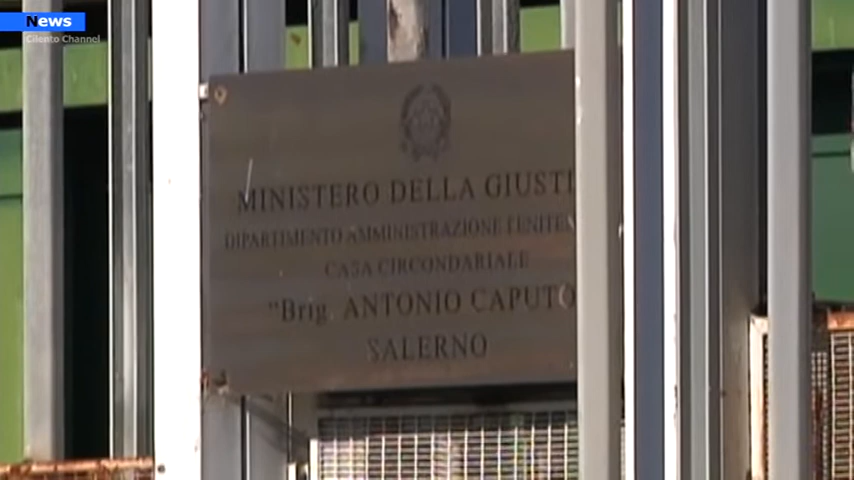 News
Cilento Channel
MINISTERO DELLA GIUSTI
DIPARTIMENTO AMMINISTRAZIONE PENITEN
CASA CIRCONDARIALE
"Brig. ANTONIO CAPUTO
SALERNO